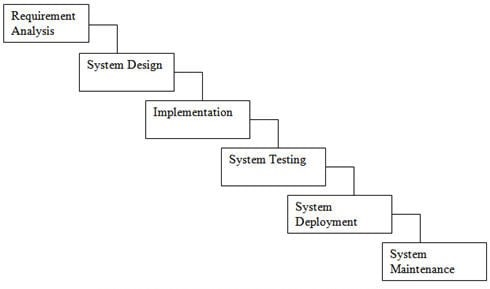 Requirement
Analysis
System Design
Implementation
System Testing
System
Deployment
System
Maintenance